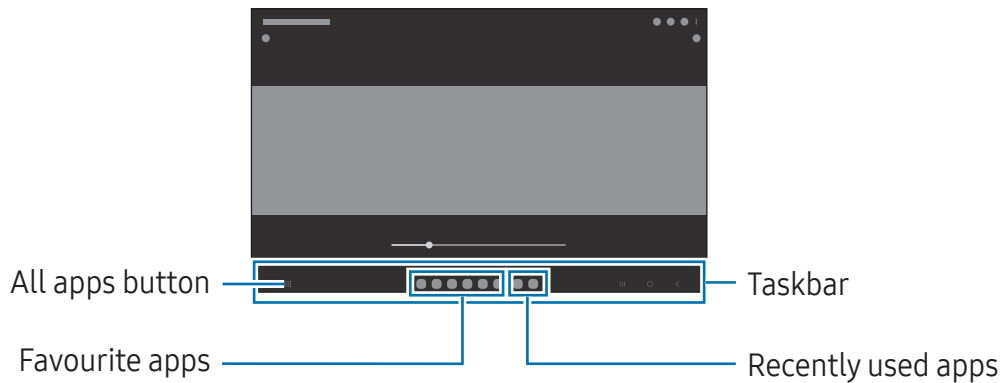 All apps button
Taskbar
Favourite apps
Recently used apps